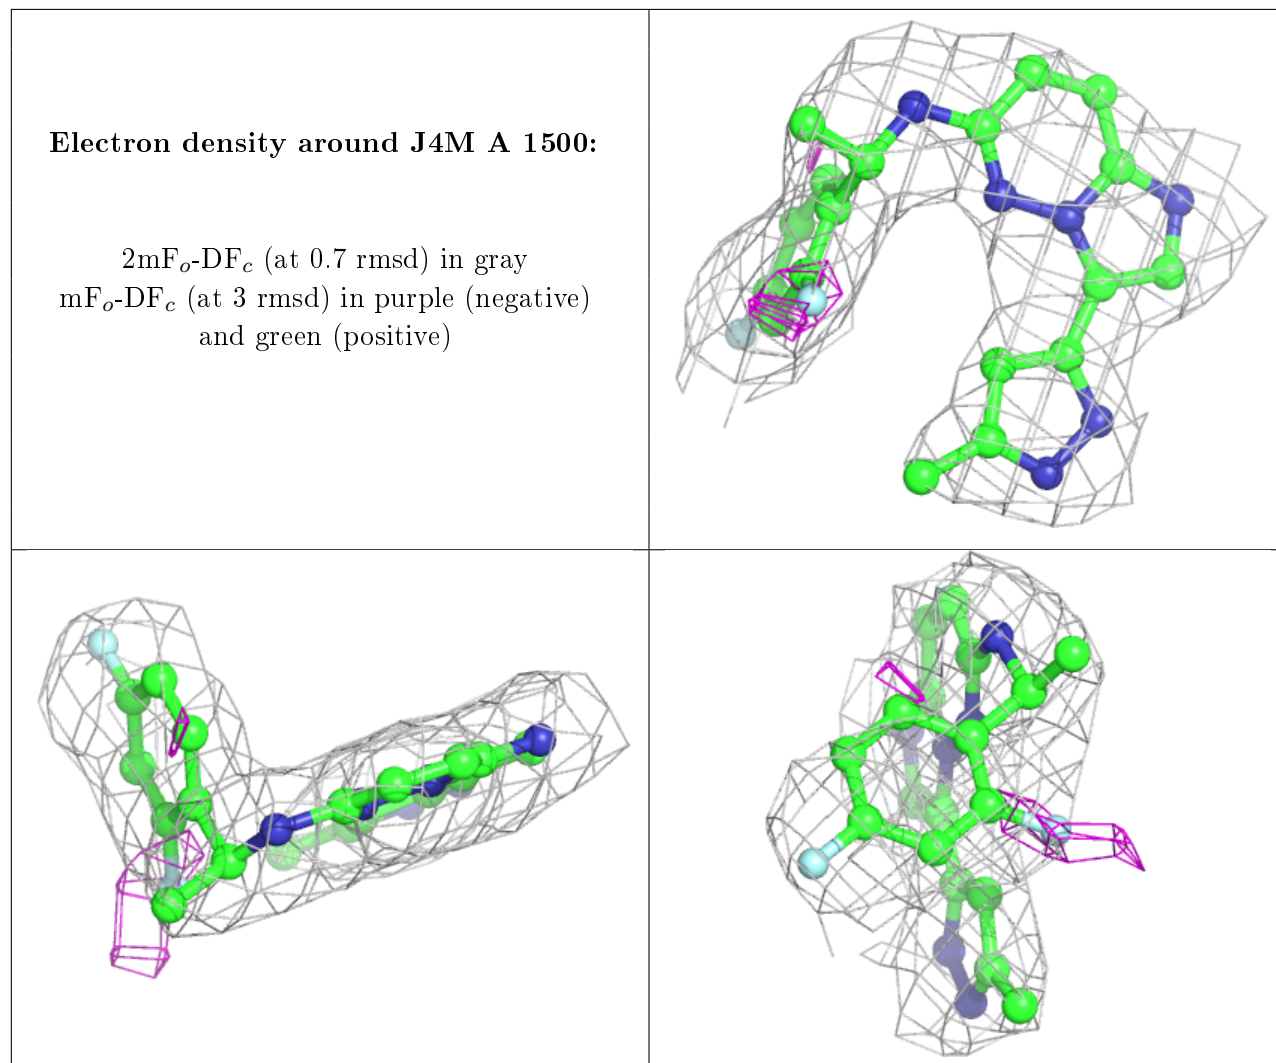 Electron density around J4M A 1500:
2mFo-DFc (at 0.7 rmsd) in gray
mFo-DFc (at 3 rmsd) in purple (negative)
and green (positive)